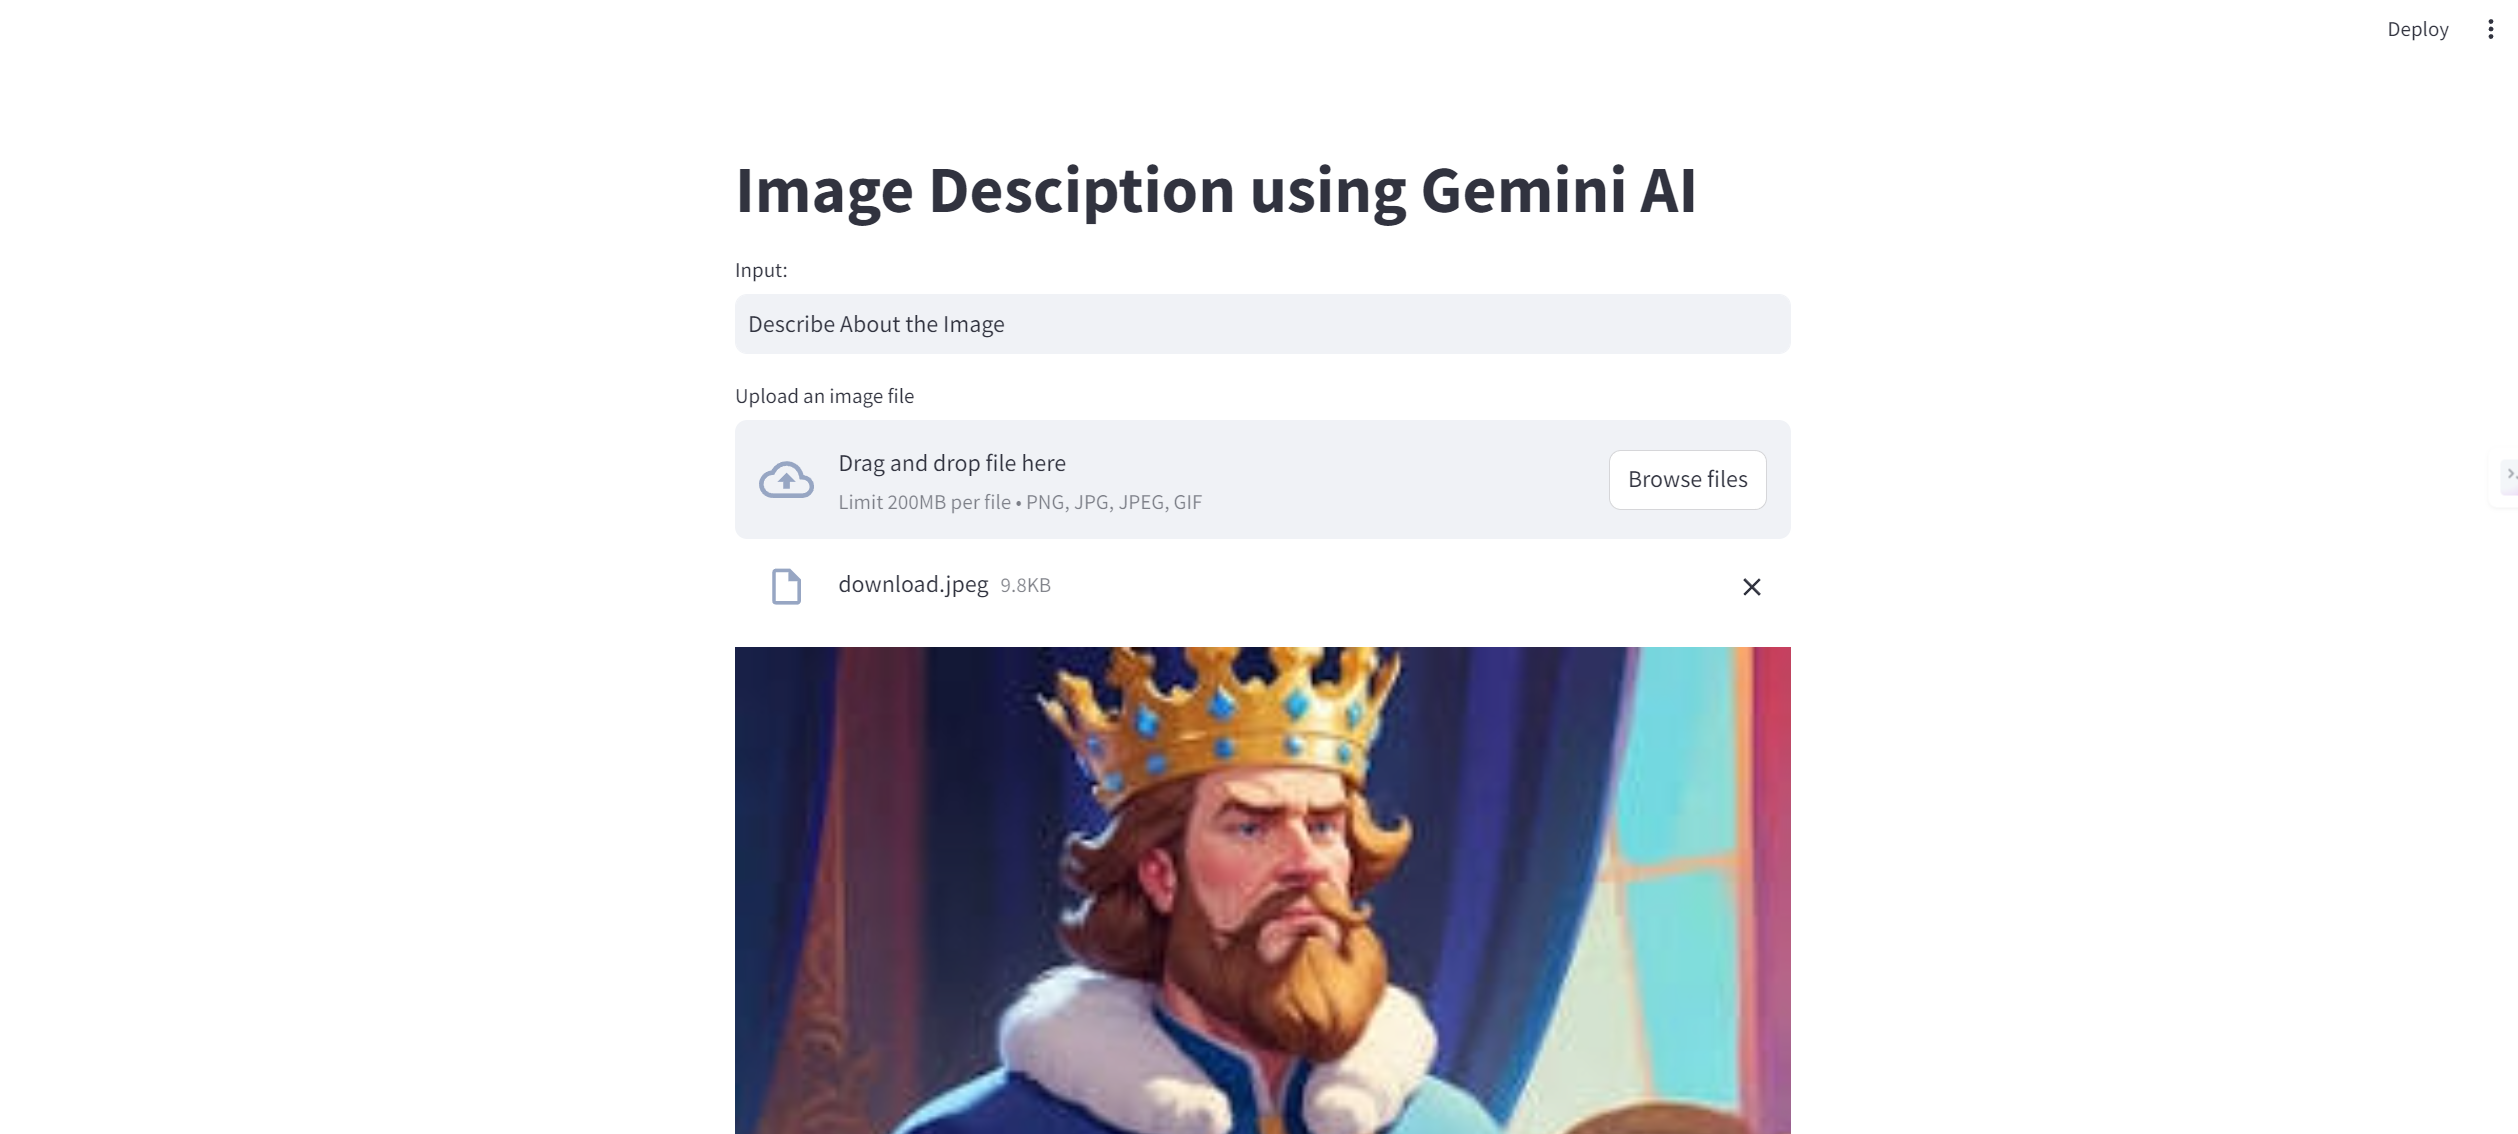 Deploy
Image Desciption using Gemini AI
Input:
Describe About the Image
Upload an image file
Drag and drop file here
Limit 200MB per file • PNG, JPG, JPEG, GIF
Browse files
download.jpeg 9.8KB